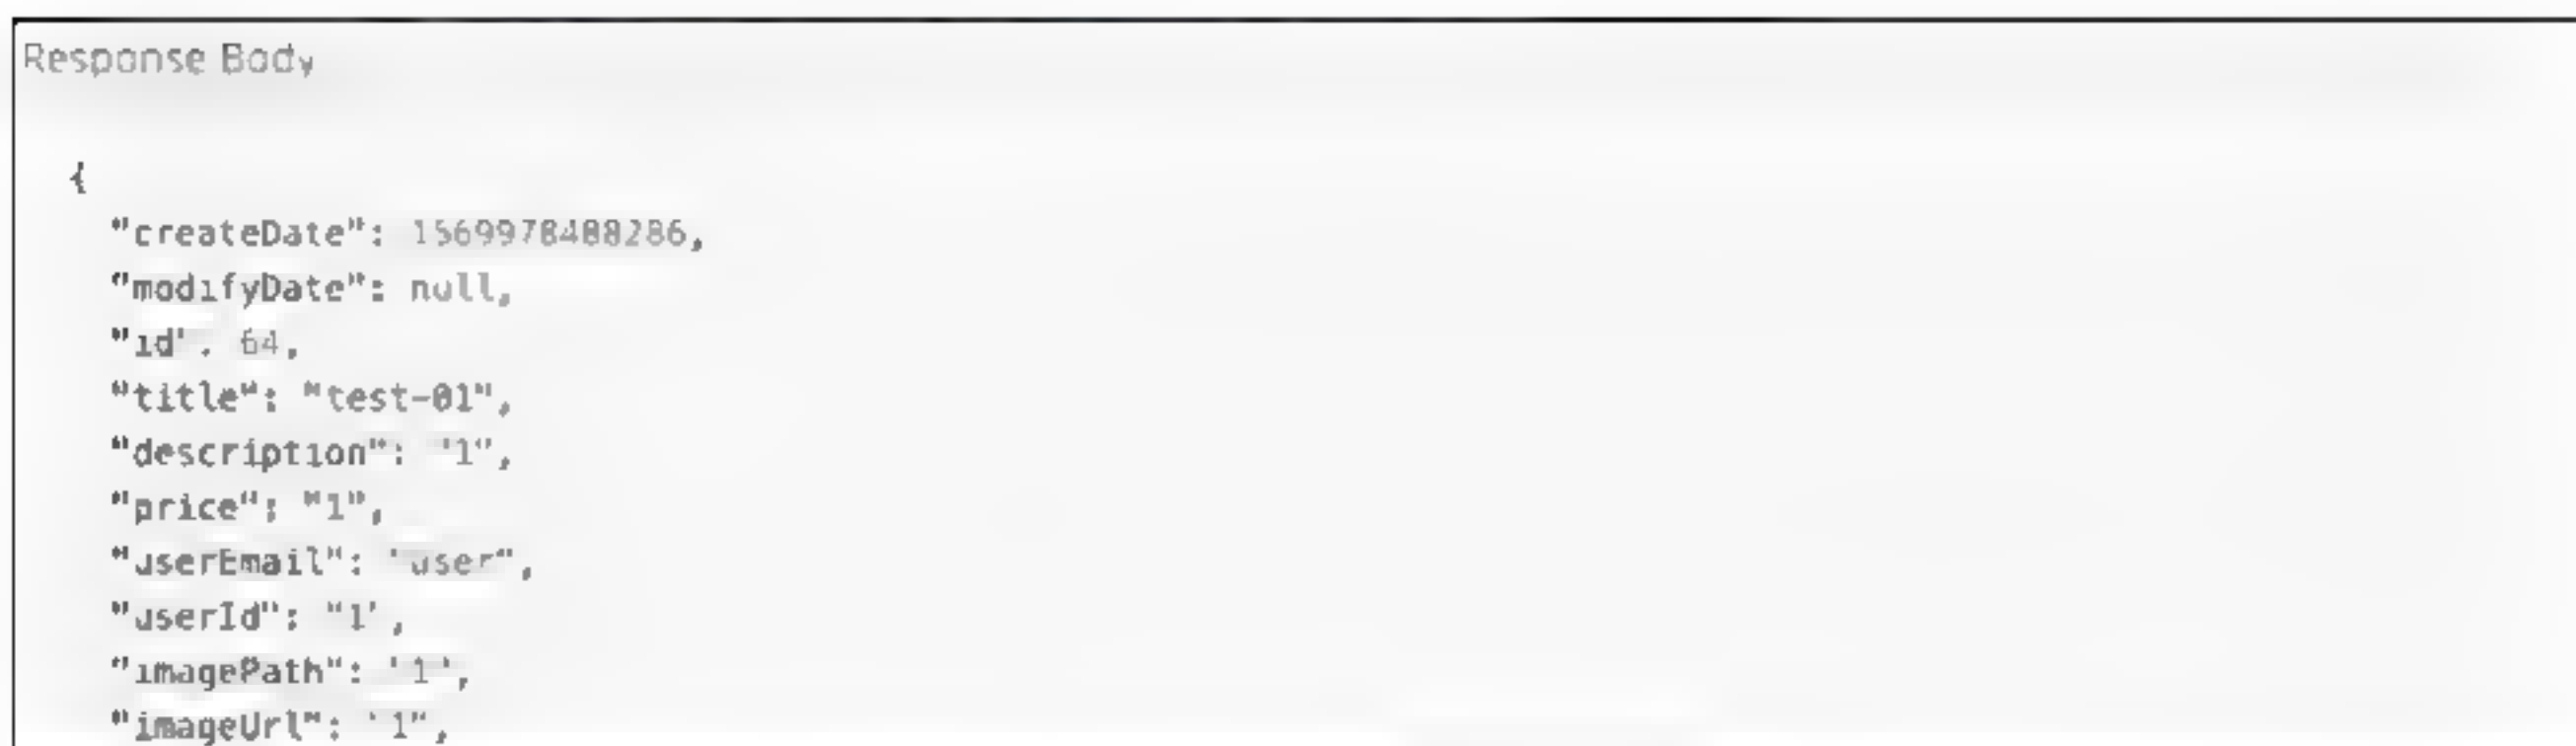 Response Body
{
"createDate": 1569978488286,
"modifyDate": null,
"id": 64,
"title": "test-01",
"description": "1",
"price": "1",
"userEmail": "user",
"userId": "1",
"imagePath": "1",
"imageUrl": "1",